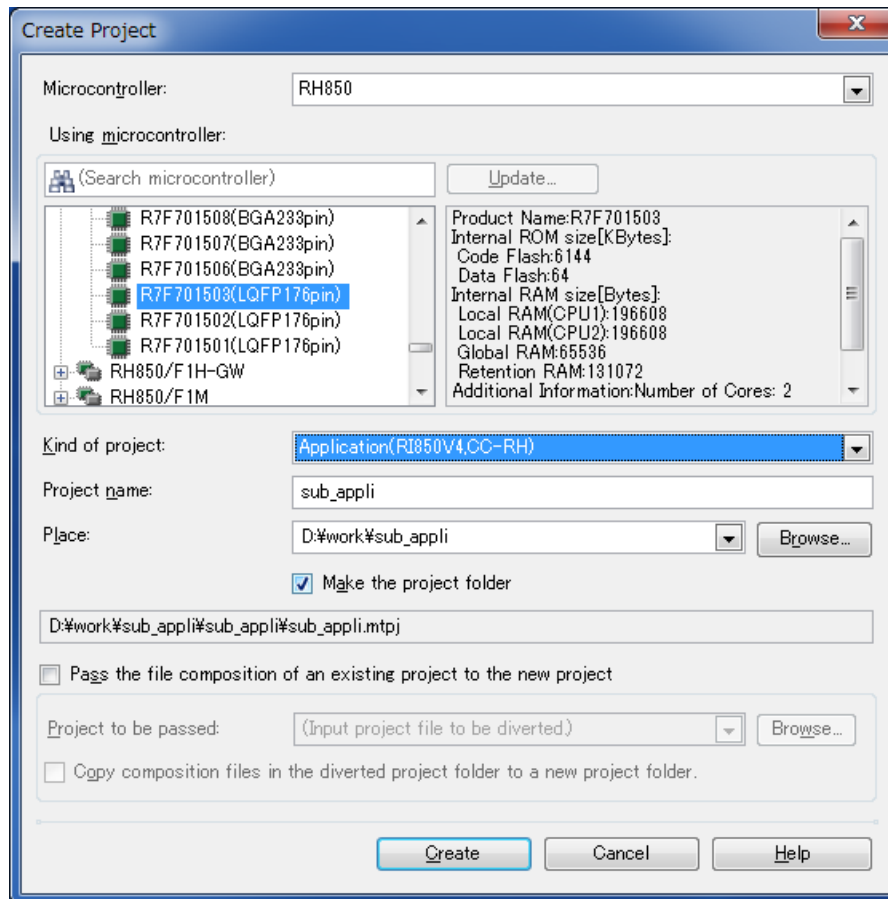 Create Project
Microcontroller:
RH850
Using microcontroller:
(Search microcontroller)
Update...
R7F701508(BGA233pin)
R7F701507(BGA233pin)
R7F701506(BGA233pin)
R7F701503(LQFP176pin)
R7F701502(LQFP176pin)
R7F701501(LQFP176pin)
RH850/F1H-GW
RH850/F1M
Product Name:R7F701503
Internal ROM size[KBytes]:
Code Flash:6144
Data Flash:64
Internal RAM size[Bytes]:
Local RAM(CPU1):196608
Local RAM(CPU2):196608
Global RAM:65536
Retention RAM:131072
Additional Information:Number of Cores: 2
Kind of project:
Application(RI850V4,CC-RH)
Project name:
sub_appli
Place:
D:¥work¥sub_appli
Browse...
Make the project folder
D:¥work¥sub_appli¥sub_appli¥sub_appli.mtpj
Pass the file composition of an existing project to the new project
Project to be passed:
(Input project file to be diverted.)
Browse...
Copy composition files in the diverted project folder to a new project folder.
Create
Cancel
Help